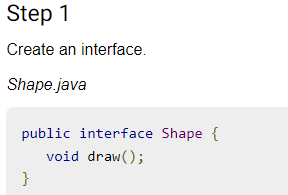 Step 1
Create an interface.
Shape.java
public interface Shape {
   void draw();
}